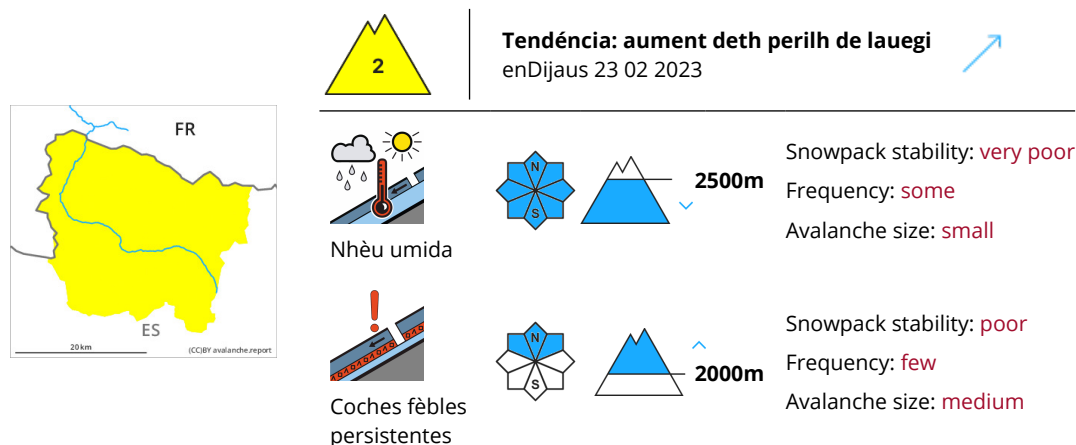 2
Tendéncia: aument deth perilh de lauegi
enDijaus 23 02 2023
FR
ES
20 km
(CC)BY avalanche.report
Nhèu umida
N
S
2500m
Snowpack stability: very poor
Frequency: some
Avalanche size: small
Coches fèbles
persistentes
N
S
2000m
Snowpack stability: poor
Frequency: few
Avalanche size: medium